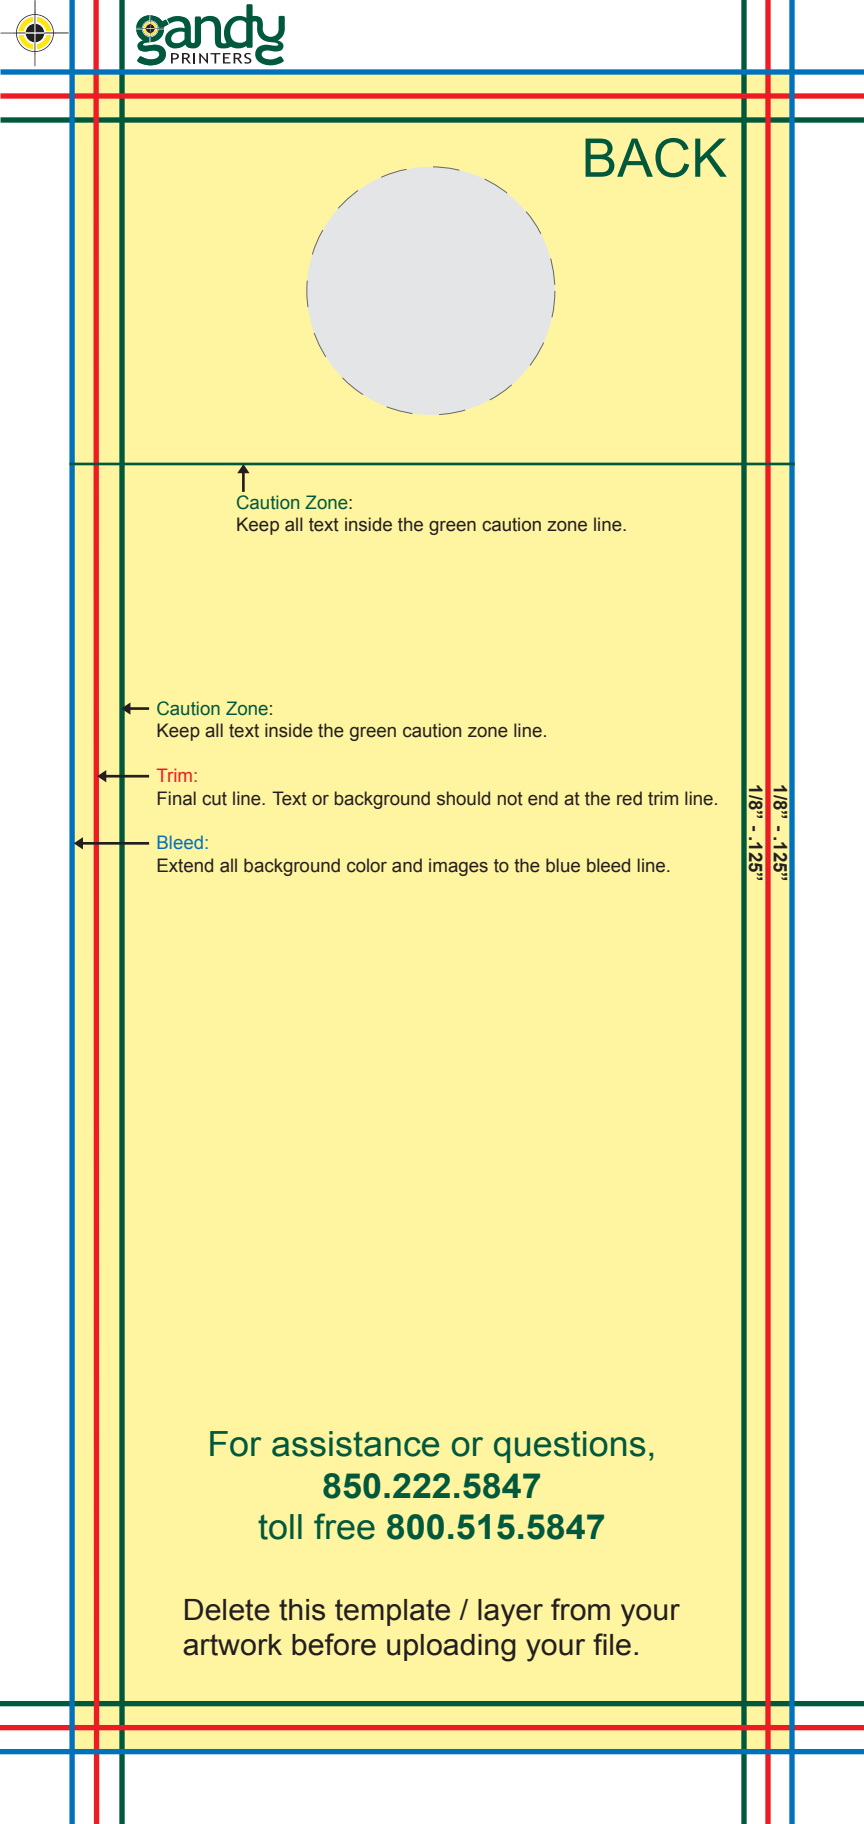 gandy
PRINTERS
BACK
Caution Zone:
Keep all text inside the green caution zone line.
Caution Zone:
Keep all text inside the green caution zone line.
Trim:
Final cut line. Text or background should not end at the red trim line.
Bleed:
Extend all background color and images to the blue bleed line.
1/8” - .125”
1/8” - .125”
For assistance or questions,
850.222.5847
toll free 800.515.5847
Delete this template / layer from your
artwork before uploading your file.